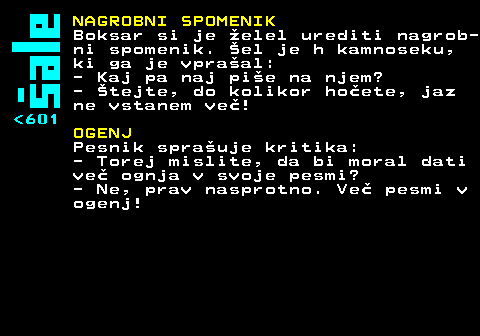 Šale
<601
NAGROBNI SPOMENIK
Boksar si je želel urediti nagrob-
ni spomenik. Šel je h kamnoseku,
ki ga je vprašal:
- Kaj pa naj piše na njem?
- Štejte, do kolikor hočete, jaz
ne vstanem več!
OGENJ
Pesnik sprašuje kritika:
- Torej mislite, da bi moral dati
več ognja v svoje pesmi?
- Ne, prav nasprotno. Več pesmi v
ogenj!